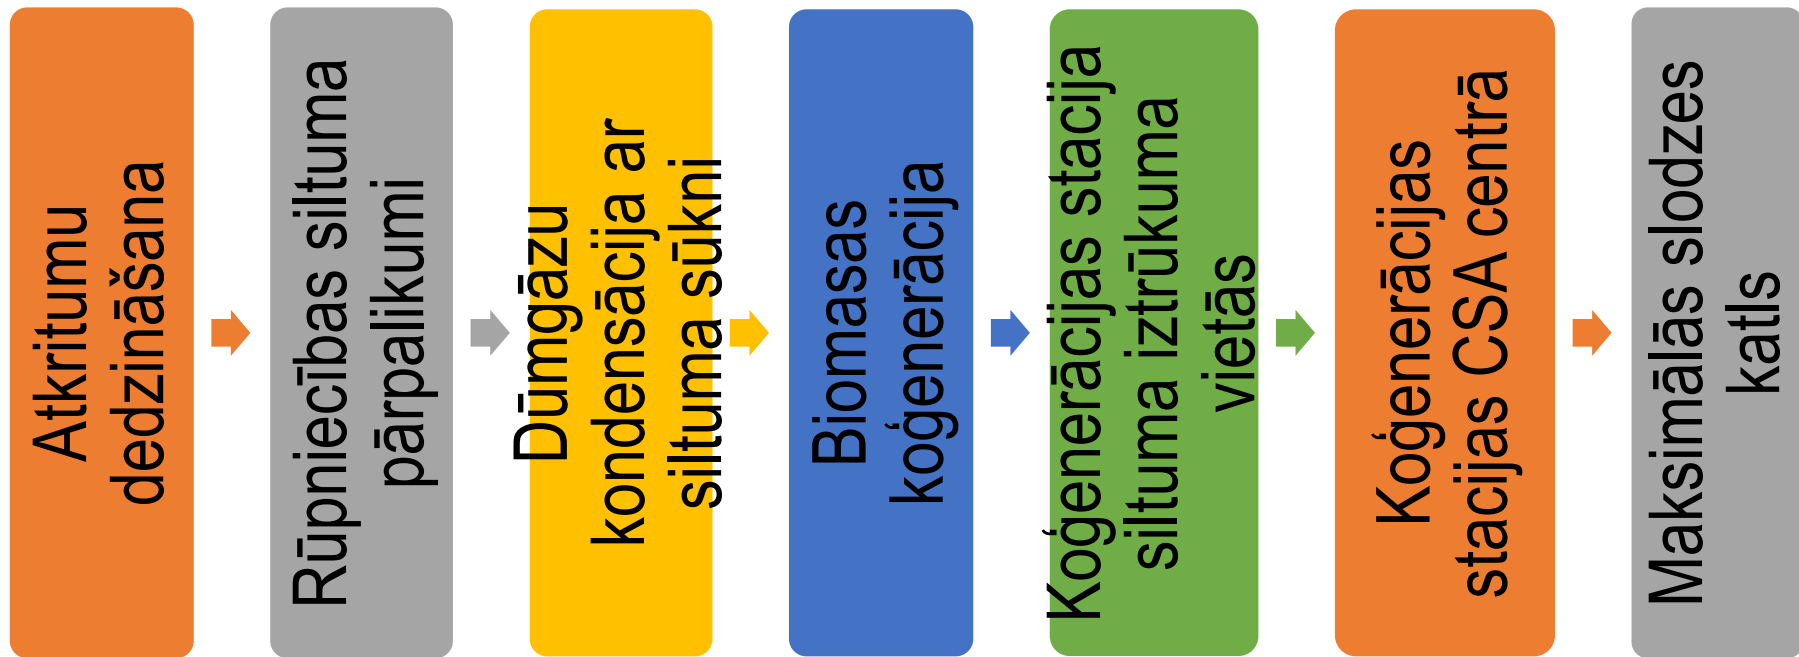 Atkritumu
dedzināšana
Rūpniecības siltuma
pārpalikumi
Dūmgāzu
kondensācija ar
siltuma sūkni
Biomasas
koģenerācija
Koģenerācijas stacija
siltuma iztrūkuma
vietās
Koģenerācijas
stacijas CSA centrā
Maksimālās slodzes
katls